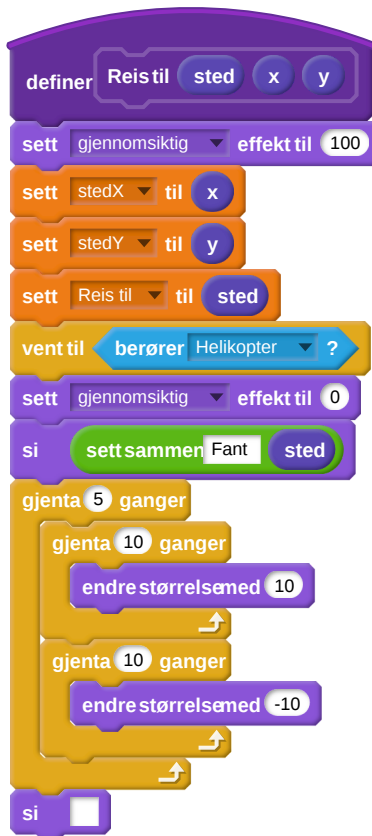 definer Reis til sted x y
sett gjennomsiktig effekt til 100
sett stedX til x
sett stedY til y
sett Reis til til sted
vent til berører Helikopter ?
sett gjennomsiktig effekt til 0
si sett sammen Fant sted
gjenta 5 ganger
gjenta 10 ganger
endre størrelse med 10
gjenta 10 ganger
endre størrelse med -10
si